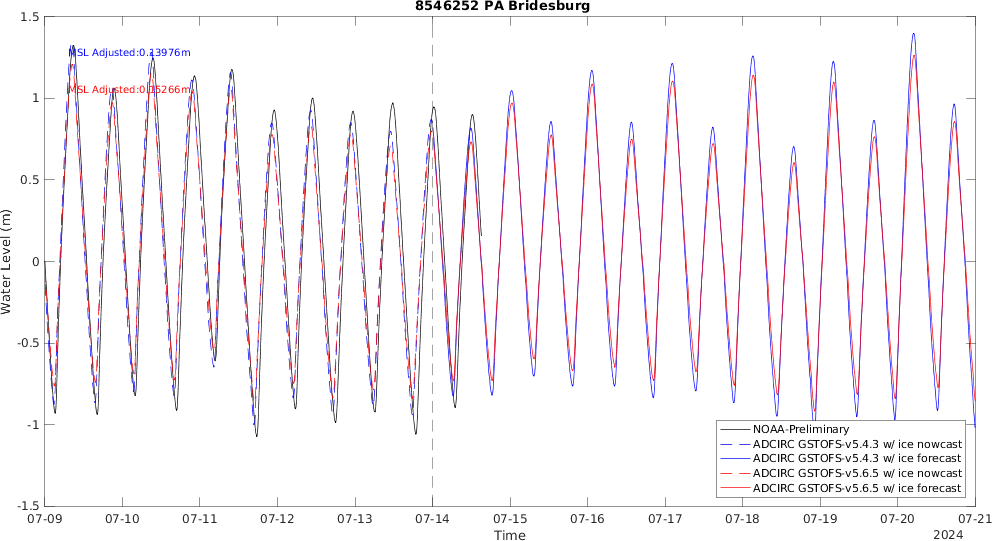 8546252 PA Bridesburg
MSL Adjusted:0.13976m
MSL Adjusted:0.15266m
Water Level (m)
1.5
1
0.5
0
-0.5
-1
-1.5
NOAA-Preliminary
ADCIRC GSTOFS-v5.4.3 w/ ice nowcast
ADCIRC GSTOFS-v5.4.3 w/ ice forecast
ADCIRC GSTOFS-v5.6.5 w/ ice nowcast
ADCIRC GSTOFS-v5.6.5 w/ ice forecast
07-09 07-10 07-11 07-12 07-13 07-14 07-15 07-16 07-17 07-18 07-19 07-20 07-21
Time
2024